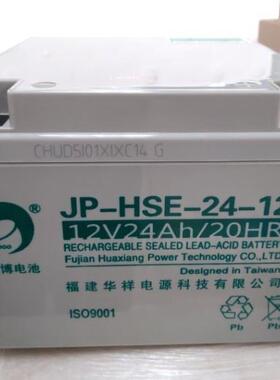 CHUDSI01XIXC14 G
JP-HSE-24-12
12V24Ah/20HR
RECHARGEABLE SEALED LEAD-ACID BATTERY
博电池
Fujian Huaxiang Power Technology CO.,LTD
Designed in Taiwan
福建华祥电源科技有限公司
ISO9001
Pb
Pb